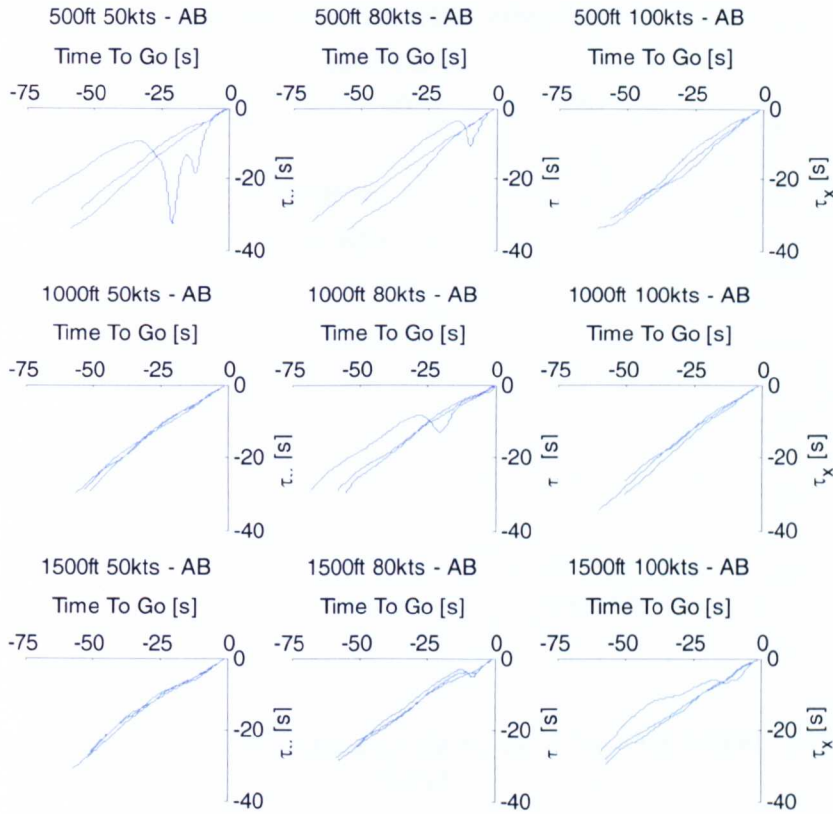 500ft 50kts - AB
500ft 80kts - AB
500ft 100kts - AB
Time To Go [s]
Time To Go [s]
Time To Go [s]
-75 -50 -25 0
-75 -50 -25 0
-75 -50 -25 0
0
-20
-40
τ.. [s]
0
-20
-40
τ [s]
0
-20
-40
τx [s]
1000ft 50kts - AB
1000ft 80kts - AB
1000ft 100kts - AB
Time To Go [s]
Time To Go [s]
Time To Go [s]
-75 -50 -25 0
-75 -50 -25 0
-75 -50 -25 0
0
-20
-40
τ.. [s]
0
-20
-40
τ [s]
0
-20
-40
τx [s]
1500ft 50kts - AB
1500ft 80kts - AB
1500ft 100kts - AB
Time To Go [s]
Time To Go [s]
Time To Go [s]
-75 -50 -25 0
-75 -50 -25 0
-75 -50 -25 0
0
-20
-40
τ.. [s]
0
-20
-40
τ [s]
0
-20
-40
τx [s]